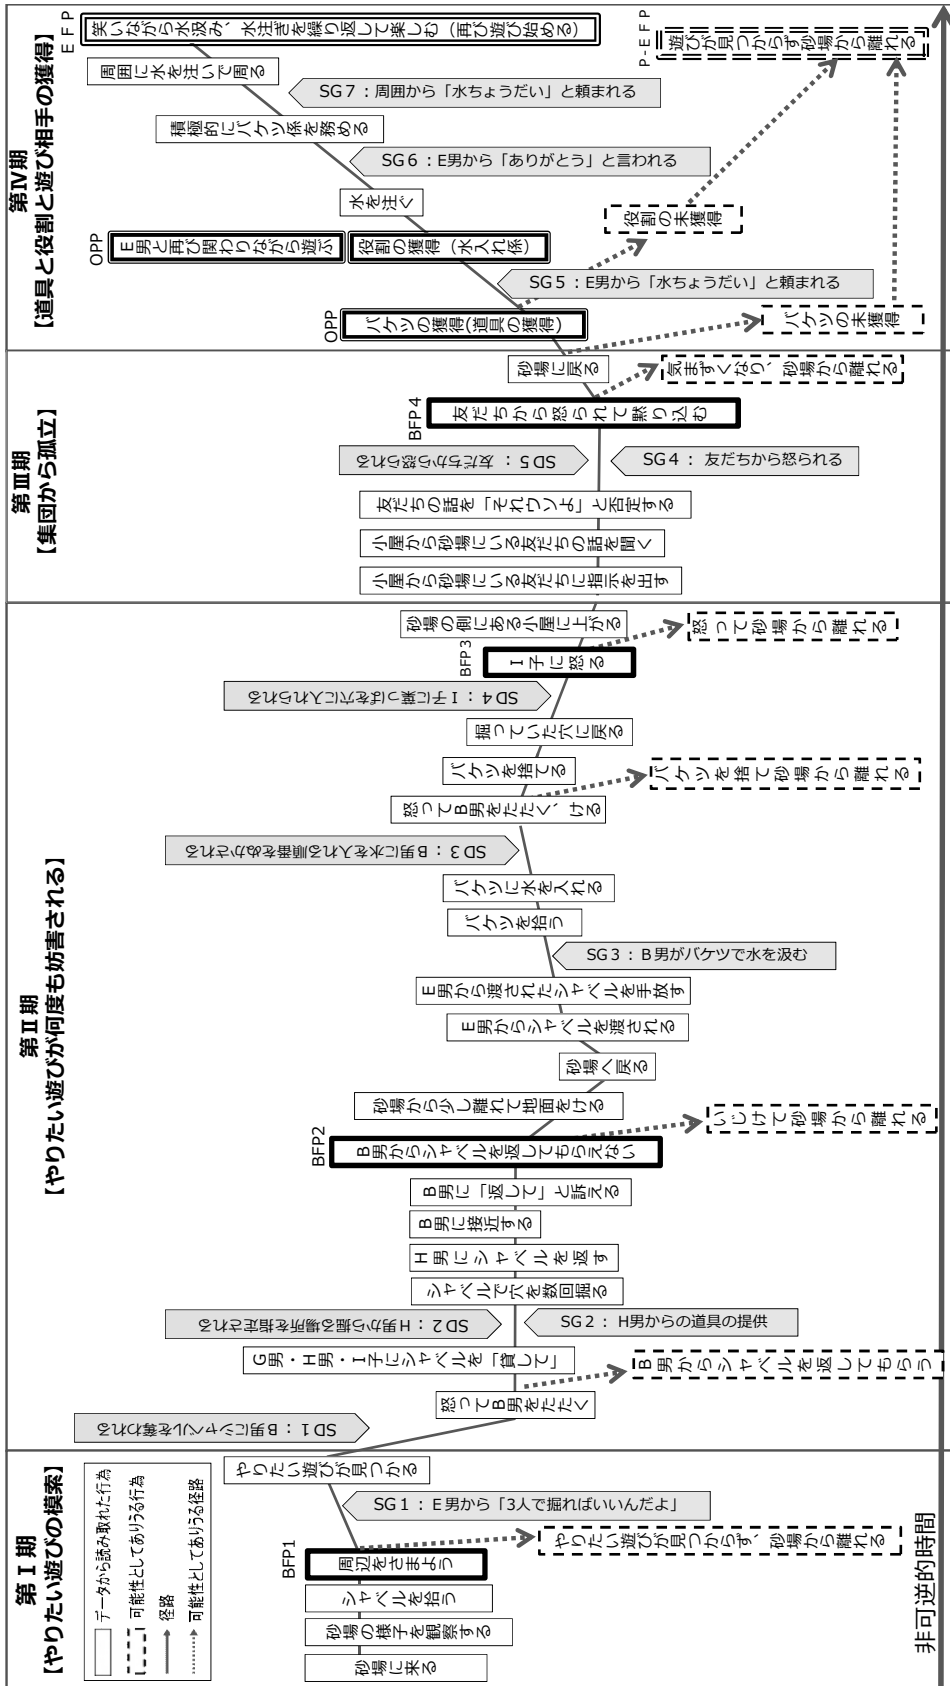 第Ⅰ期
【やりたい遊びの模索】
データから読み取れた行為
可能性としてありうる行為
径路
可能性としてありうる径路
砂場に来る
砂場の様子を観察する
シャベルを拾う
BFP1
周辺をさまよう
SG1：E男から「3人で掘ればいいんだよ」
やりたい遊びが見つからず、砂場から離れる
やりたい遊びが見つかる
第Ⅱ期
【やりたい遊びが何度も妨害される】
SD1：B男にシャベルを奪われる
怒ってB男をたたく
B男からシャベルを返してもらう
G男・H男・I子にシャベルを「貸して」
SD2：H男から掘る場所を指定される
SG2：H男からの道具の提供
シャベルで穴を数回掘る
H男にシャベルを返す
B男に接近する
B男に「返して」と訴える
BFP2
B男からシャベルを返してもらえない
いじけて砂場から離れる
砂場から少し離れて地面をける
砂場へ戻る
E男からシャベルを渡される
E男から渡されたシャベルを手放す
SG3：B男がバケツで水を汲む
バケツを拾う
バケツに水を入れる
SD3：B男に水を入れる順番をぬかされる
怒ってB男をたたく、ける
バケツを捨て砂場から離れる
バケツを捨てる
掘っていた穴に戻る
SD4：I子に葉っぱを穴に入れられる
BFP3
I子に怒る
怒って砂場から離れる
砂場の側にある小屋に上がる
第Ⅲ期
【集団から孤立】
小屋から砂場にいる友だちに指示を出す
小屋から砂場にいる友だちの話を聞く
友だちの話を「それウソよ」と否定する
SD5：友だちから怒られる
SG4：友だちから怒られる
BFP4
友だちから怒られて黙り込む
気まずくなり、砂場から離れる
砂場に戻る
第Ⅳ期
【道具と役割と遊び相手の獲得】
OPP
バケツの獲得(道具の獲得)
バケツの未獲得
SG5：E男から「水ちょうだい」と頼まれる
OPP
E男と再び関わりながら遊ぶ
役割の獲得（水入れ係）
役割の未獲得
水を注ぐ
SG6：E男から「ありがとう」と言われる
積極的にバケツ係を務める
SG7：周囲から「水ちょうだい」と頼まれる
周囲に水を注いで周る
EFP
笑いながら水汲み、水注ぎを繰り返して楽しむ（再び遊び始める）
P-EFP
遊びが見つからず砂場から離れる
非可逆的時間